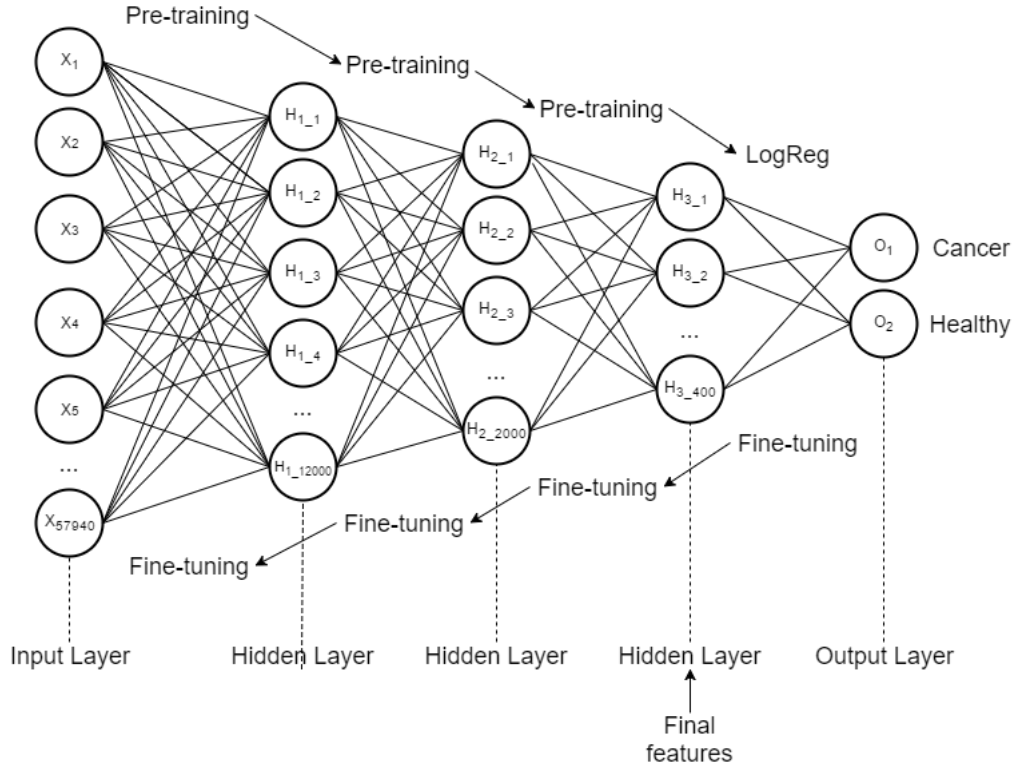 Pre-training
Pre-training
Pre-training
LogReg
X1
X2
X3
X4
X5
...
X57940
H1_1
H1_2
H1_3
H1_4
...
H1_12000
H2_1
H2_2
H2_3
...
H2_2000
H3_1
H3_2
...
H3_400
O1
O2
Cancer
Healthy
Fine-tuning
Fine-tuning
Fine-tuning
Fine-tuning
Input Layer
Hidden Layer
Hidden Layer
Hidden Layer
Output Layer
Final
features